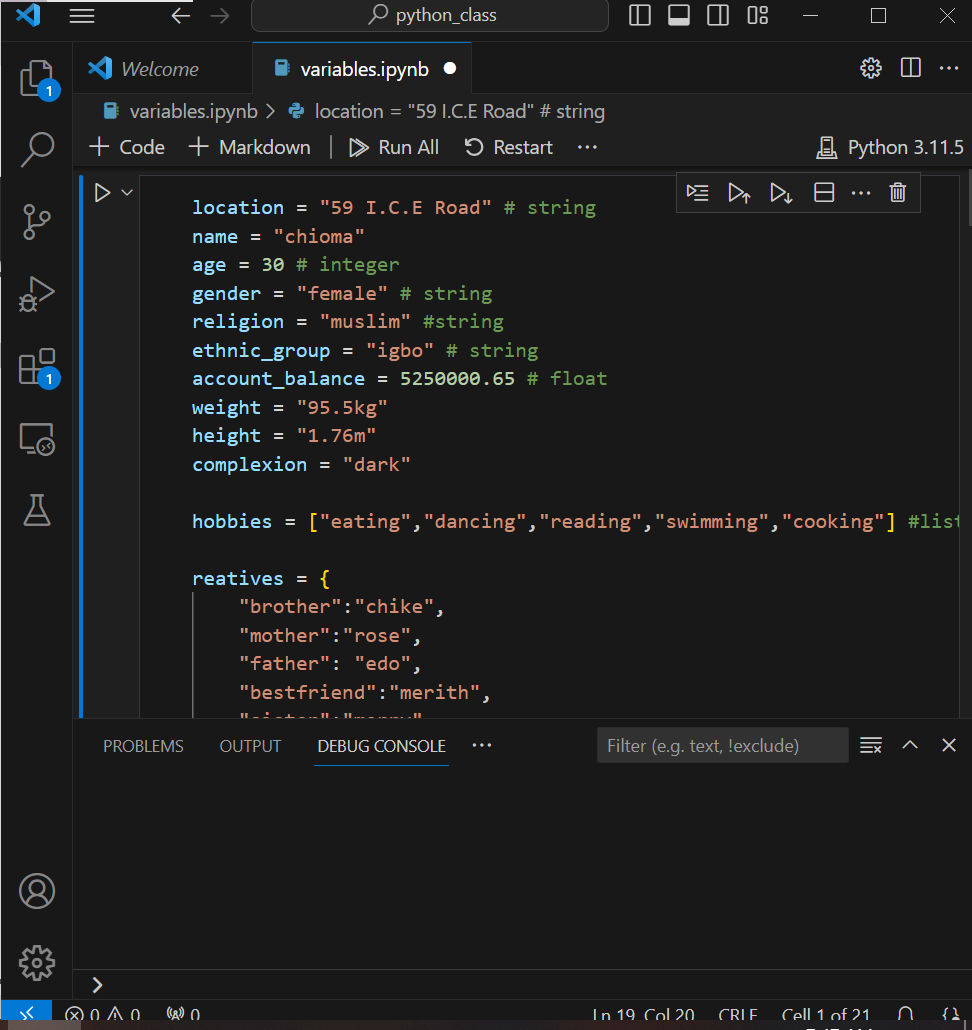 python_class
Welcome
variables.ipynb
variables.ipynb > location = "59 I.C.E Road" # string
+ Code + Markdown | Run All Restart ... Python 3.11.5
location = "59 I.C.E Road" # string
name = "chioma"
age = 30 # integer
gender = "female" # string
religion = "muslim" #string
ethnic_group = "igbo" # string
account_balance = 5250000.65 # float
weight = "95.5kg"
height = "1.76m"
complexion = "dark"
hobbies = ["eating","dancing","reading","swimming","cooking"] #list
reatives = {
"brother":"chike",
"mother":"rose",
"father": "edo",
"bestfriend":"merith",
PROBLEMS OUTPUT DEBUG CONSOLE ... Filter (e.g. text, !exclude)
1
1
>
0 0 0 Ln 19, Col 20 CRLF Cell 1 of 21